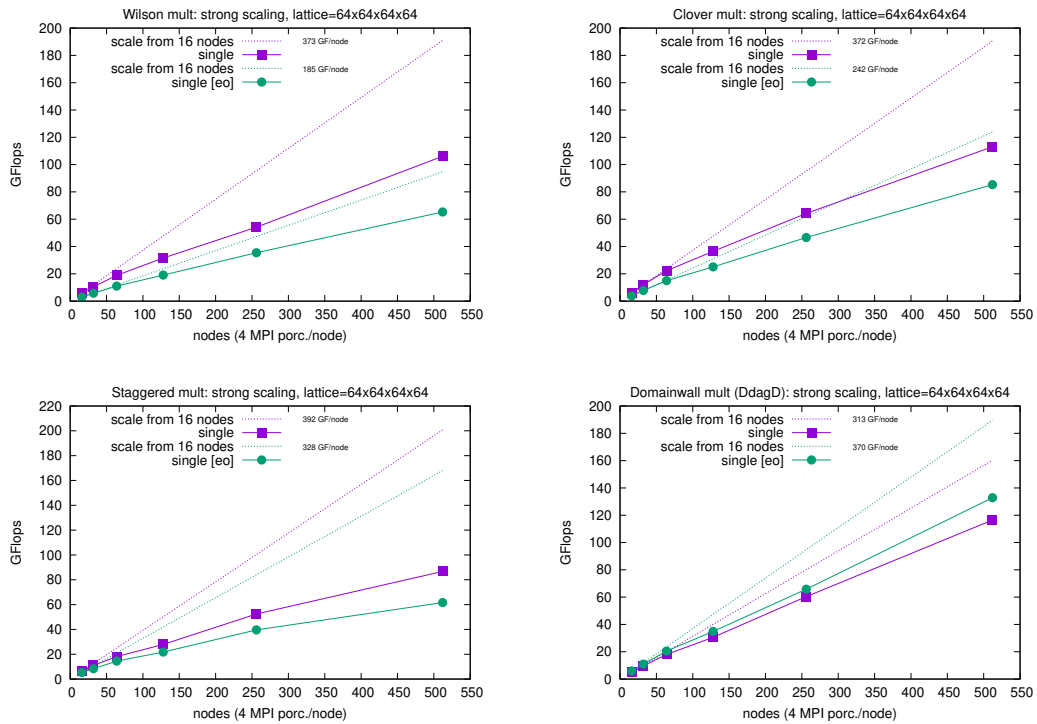 Wilson mult: strong scaling, lattice=64x64x64x64
200
180
160
140
120
100
80
60
40
20
0
GFlops
scale from 16 nodes 373 GF/node
single
scale from 16 nodes 185 GF/node
single [eo]
0 50 100 150 200 250 300 350 400 450 500 550
nodes (4 MPI porc./node)
Clover mult: strong scaling, lattice=64x64x64x64
200
180
160
140
120
100
80
60
40
20
0
GFlops
scale from 16 nodes 372 GF/node
single
scale from 16 nodes 242 GF/node
single [eo]
0 50 100 150 200 250 300 350 400 450 500 550
nodes (4 MPI porc./node)
Staggered mult: strong scaling, lattice=64x64x64x64
220
200
180
160
140
120
100
80
60
40
20
0
GFlops
scale from 16 nodes 392 GF/node
single
scale from 16 nodes 328 GF/node
single [eo]
0 50 100 150 200 250 300 350 400 450 500 550
nodes (4 MPI porc./node)
Domainwall mult (DdagD): strong scaling, lattice=64x64x64x64
200
180
160
140
120
100
80
60
40
20
0
GFlops
scale from 16 nodes 313 GF/node
single
scale from 16 nodes 370 GF/node
single [eo]
0 50 100 150 200 250 300 350 400 450 500 550
nodes (4 MPI porc./node)